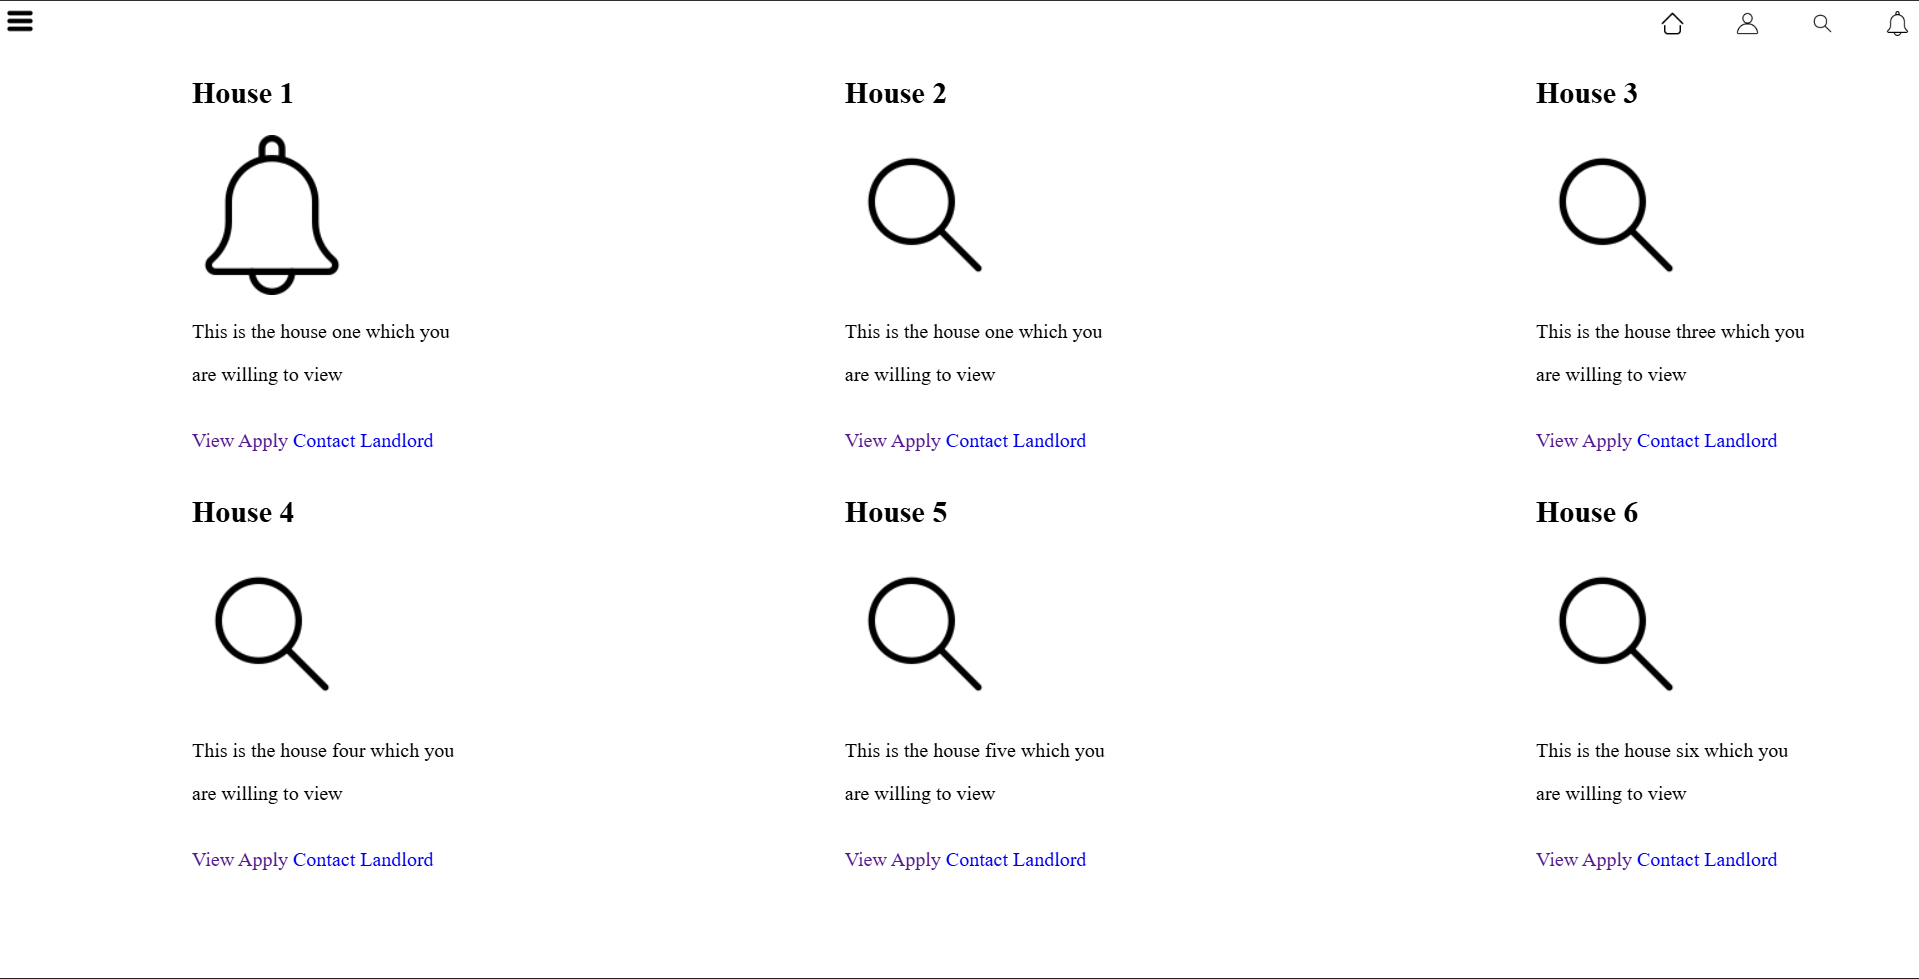 House 1
House 2
House 3
This is the house one which you
are willing to view
This is the house one which you
are willing to view
This is the house three which you
are willing to view
View Apply Contact Landlord
View Apply Contact Landlord
View Apply Contact Landlord
House 4
House 5
House 6
This is the house four which you
are willing to view
This is the house five which you
are willing to view
This is the house six which you
are willing to view
View Apply Contact Landlord
View Apply Contact Landlord
View Apply Contact Landlord